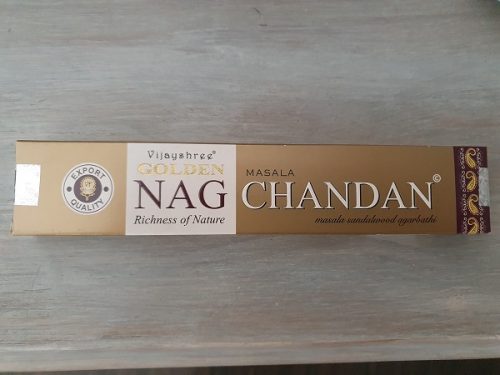 EXPORT
QUALITY
Vijayshree®
GOLDEN
NAG
Richness of Nature
MASALA
CHANDAN©
masala sandalwood agarbathi